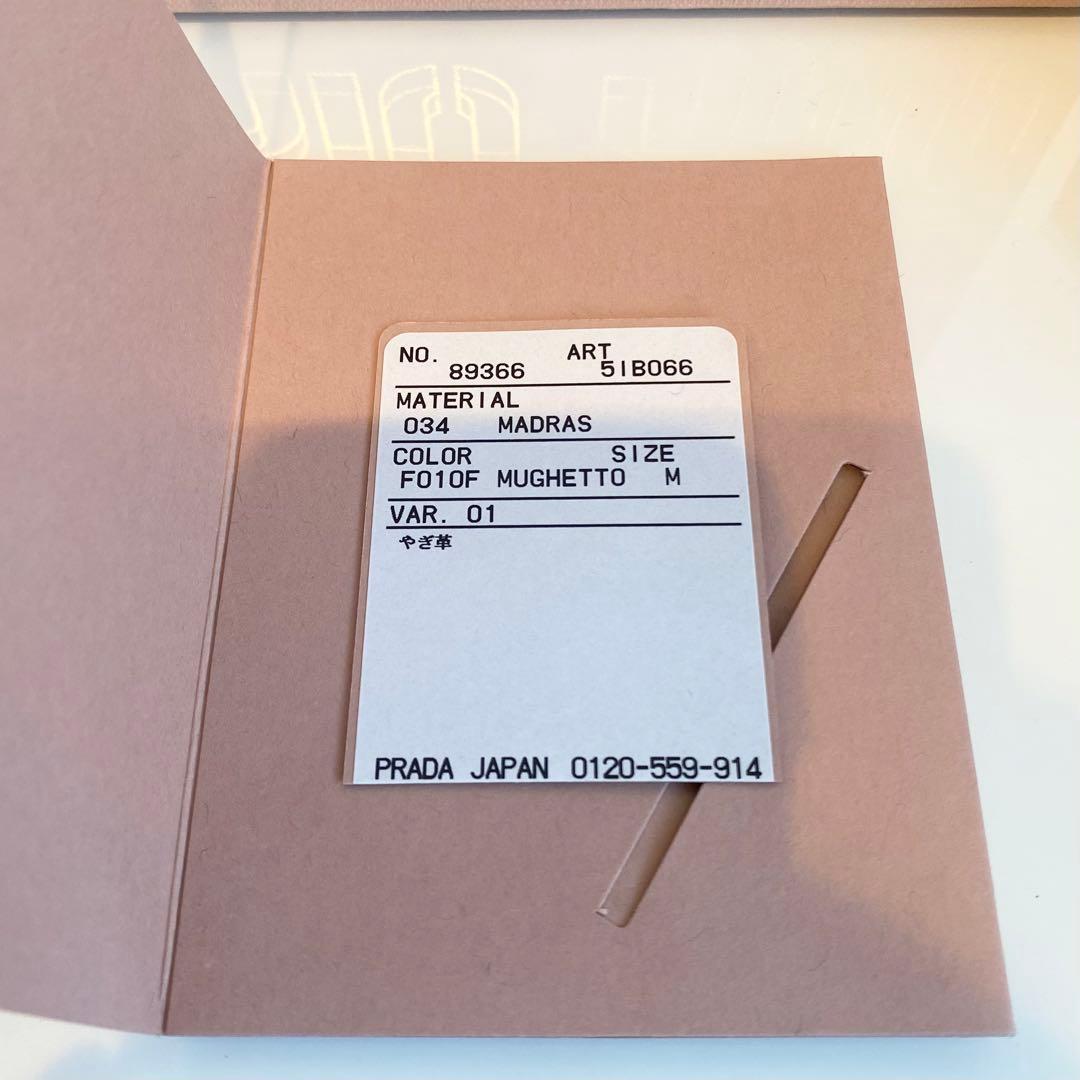 NO. ART
89366 5IB066
MATERIAL
034 MADRAS
COLOR SIZE
F010F MUGHETTO M
VAR. 01
やぎ革
PRADA JAPAN 0120-559-914